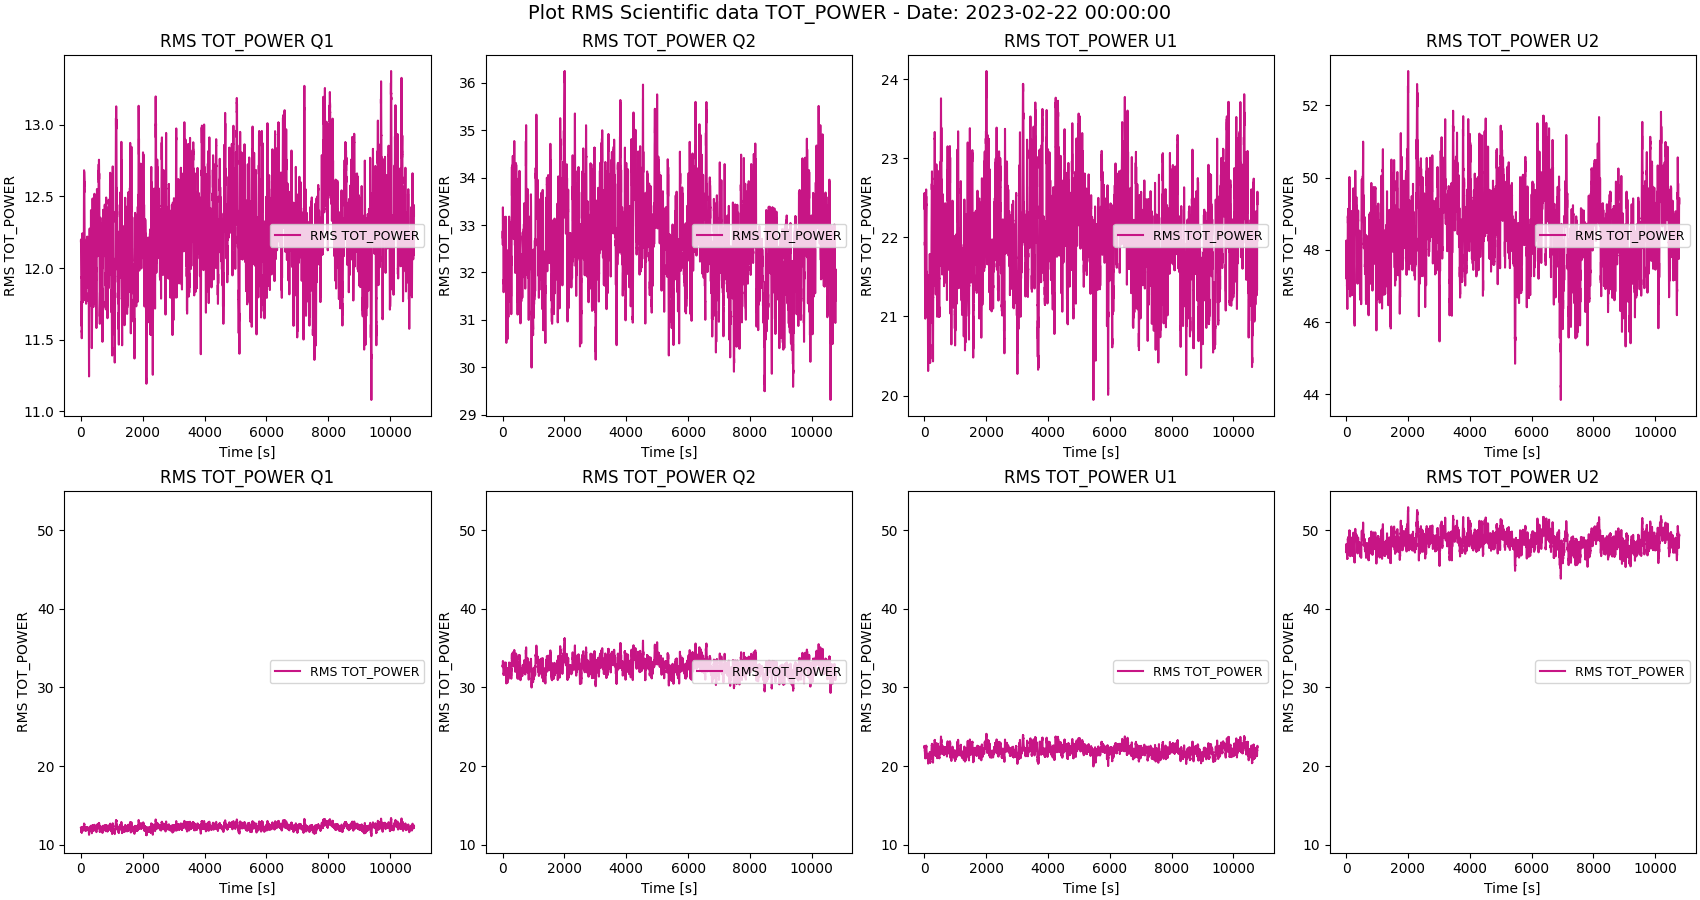 Plot RMS Scientific data TOT_POWER - Date: 2023-02-22 00:00:00
RMS TOT_POWER Q1
RMS TOT_POWER
13.0
12.5
12.0
11.5
11.0
RMS TOT_POWER
0 2000 4000 6000 8000 10000
Time [s]
RMS TOT_POWER Q2
RMS TOT_POWER
36
35
34
33
32
31
30
29
RMS TOT_POWER
0 2000 4000 6000 8000 10000
Time [s]
RMS TOT_POWER U1
RMS TOT_POWER
24
23
22
21
20
RMS TOT_POWER
0 2000 4000 6000 8000 10000
Time [s]
RMS TOT_POWER U2
RMS TOT_POWER
52
50
48
46
44
RMS TOT_POWER
0 2000 4000 6000 8000 10000
Time [s]
RMS TOT_POWER Q1
RMS TOT_POWER
50
40
30
20
10
RMS TOT_POWER
0 2000 4000 6000 8000 10000
Time [s]
RMS TOT_POWER Q2
RMS TOT_POWER
50
40
30
20
10
RMS TOT_POWER
0 2000 4000 6000 8000 10000
Time [s]
RMS TOT_POWER U1
RMS TOT_POWER
50
40
30
20
10
RMS TOT_POWER
0 2000 4000 6000 8000 10000
Time [s]
RMS TOT_POWER U2
RMS TOT_POWER
50
40
30
20
10
RMS TOT_POWER
0 2000 4000 6000 8000 10000
Time [s]